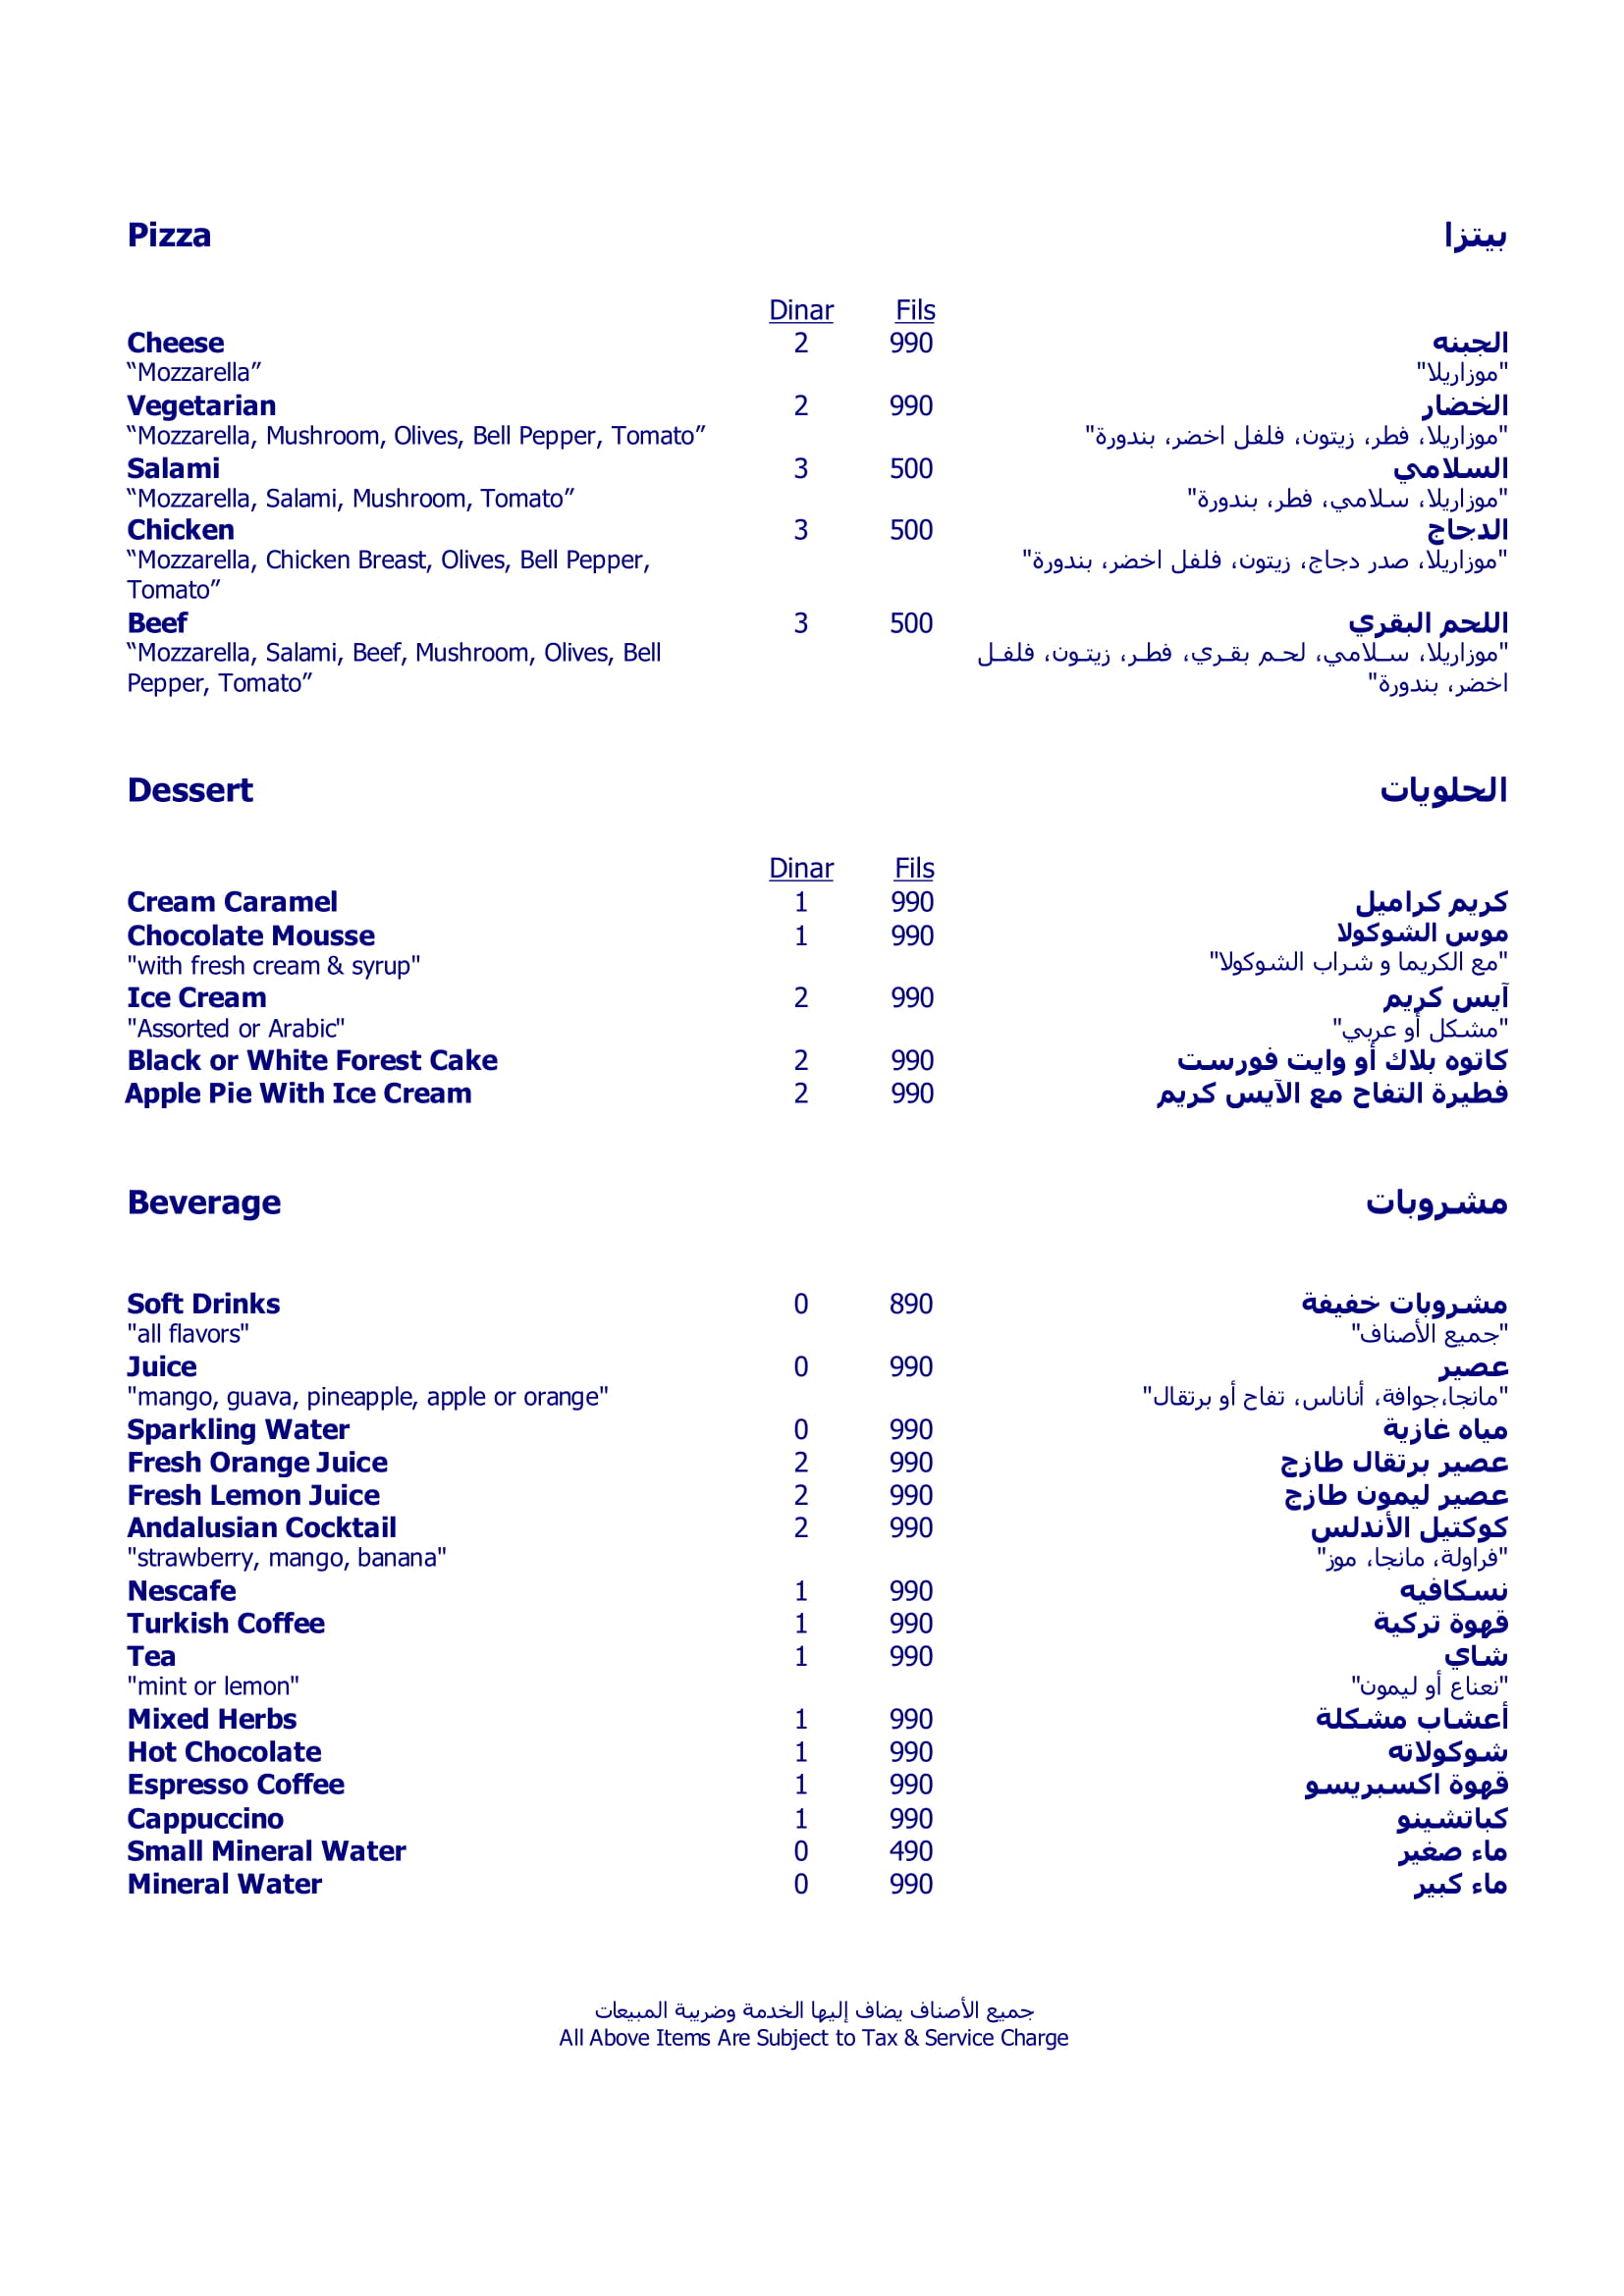 Pizza بيتزا
Dinar Fils
Cheese 2 990 الجبنه
“Mozzarella” "موزاريلا"
Vegetarian 2 990 الخضار
“Mozzarella, Mushroom, Olives, Bell Pepper, Tomato” "موزاريلا، فطر، زيتون، فلفل اخضر، بندورة"
Salami 3 500 السلامي
“Mozzarella, Salami, Mushroom, Tomato” "موزاريلا، سلامي، فطر، بندورة"
Chicken 3 500 الدجاج
“Mozzarella, Chicken Breast, Olives, Bell Pepper, "موزاريلا، صدر دجاج، زيتون، فلفل اخضر، بندورة"
Tomato”
Beef 3 500 اللحم البقري
“Mozzarella, Salami, Beef, Mushroom, Olives, Bell "موزاريلا، سلامي، لحم بقري، فطر، زيتون، فلفل
Pepper, Tomato” اخضر، بندورة"
Dessert الحلويات
Dinar Fils
Cream Caramel 1 990 كريم كراميل
Chocolate Mousse 1 990 موس الشوكولا
"with fresh cream & syrup" "مع الكريما و شراب الشوكولا"
Ice Cream 2 990 آيس كريم
"Assorted or Arabic" "مشكل أو عربي"
Black or White Forest Cake 2 990 كاتوه بلاك أو وايت فورست
Apple Pie With Ice Cream 2 990 فطيرة التفاح مع الآيس كريم
Beverage مشروبات
Soft Drinks 0 890 مشروبات خفيفة
"all flavors" "جميع الأصناف"
Juice 0 990 عصير
"mango, guava, pineapple, apple or orange" "مانجا،جوافة، أناناس، تفاح أو برتقال"
Sparkling Water 0 990 مياه غازية
Fresh Orange Juice 2 990 عصير برتقال طازج
Fresh Lemon Juice 2 990 عصير ليمون طازج
Andalusian Cocktail 2 990 كوكتيل الأندلس
"strawberry, mango, banana" "فراولة، مانجا، موز"
Nescafe 1 990 نسكافيه
Turkish Coffee 1 990 قهوة تركية
Tea 1 990 شاي
"mint or lemon" "نعناع أو ليمون"
Mixed Herbs 1 990 أعشاب مشكلة
Hot Chocolate 1 990 شوكولاته
Espresso Coffee 1 990 قهوة اكسبريسو
Cappuccino 1 990 كباتشينو
Small Mineral Water 0 490 ماء صغير
Mineral Water 0 990 ماء كبير
جميع الأصناف يضاف إليها الخدمة وضريبة المبيعات
All Above Items Are Subject to Tax & Service Charge